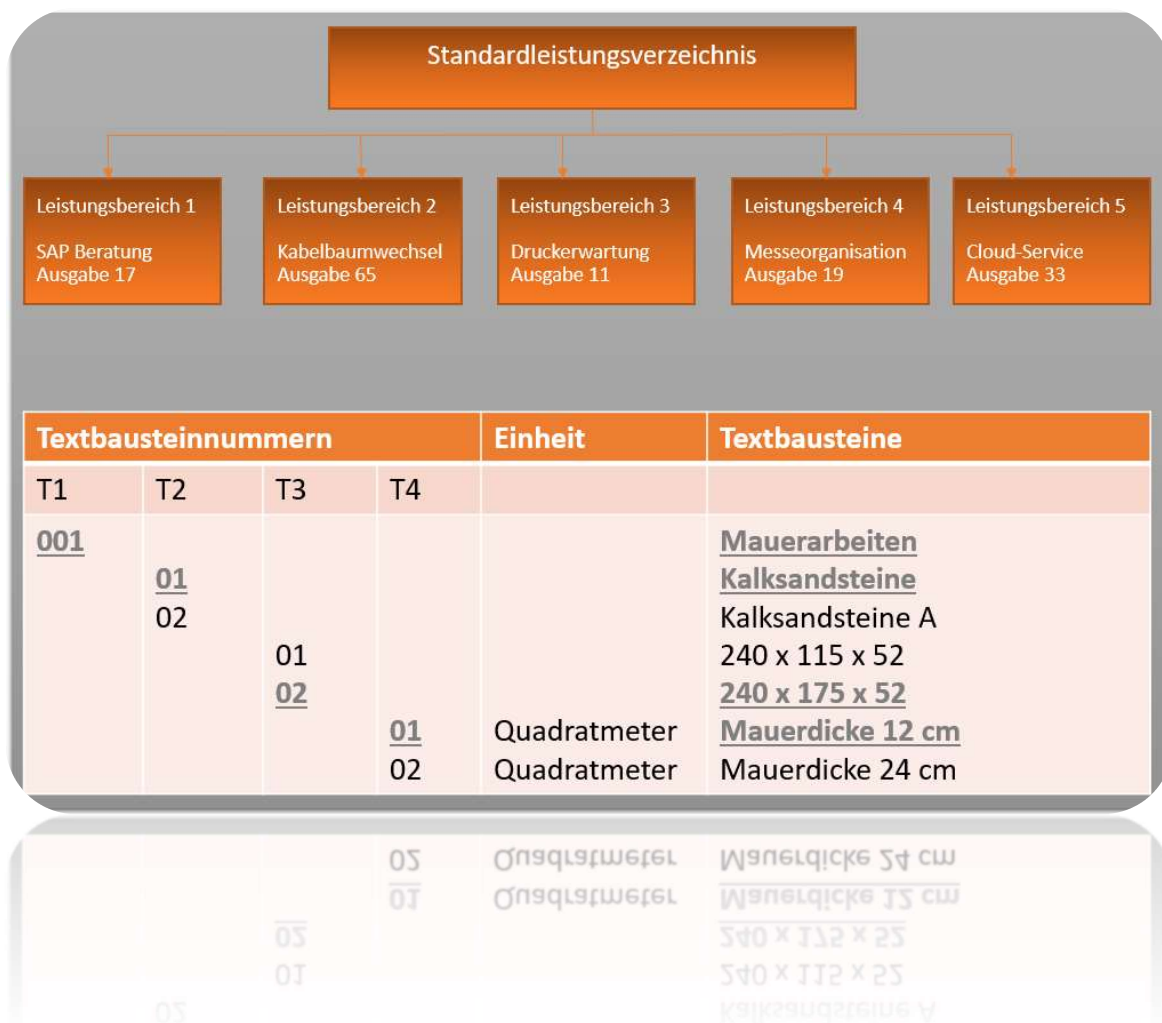 Standardleistungsverzeichnis
Leistungsbereich 1
SAP Beratung
Ausgabe 17
Leistungsbereich 2
Kabelbaumwechsel
Ausgabe 65
Leistungsbereich 3
Druckerwartung
Ausgabe 11
Leistungsbereich 4
Messeorganisation
Ausgabe 19
Leistungsbereich 5
Cloud-Service
Ausgabe 33
Textbausteinnummern Einheit Textbausteine
T1 T2 T3 T4
001 Mauerarbeiten
01 Kalksandsteine
02 Kalksandsteine A
01 240 x 115 x 52
02 240 x 175 x 52
01 Quadratmeter Mauerdicke 12 cm
02 Quadratmeter Mauerdicke 24 cm